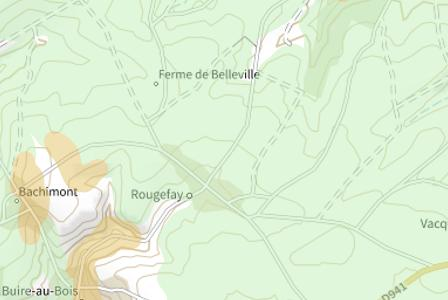 Ferme de Belleville
Bachimont
Rougefay
Vacq
Buire-au-Bois
D941